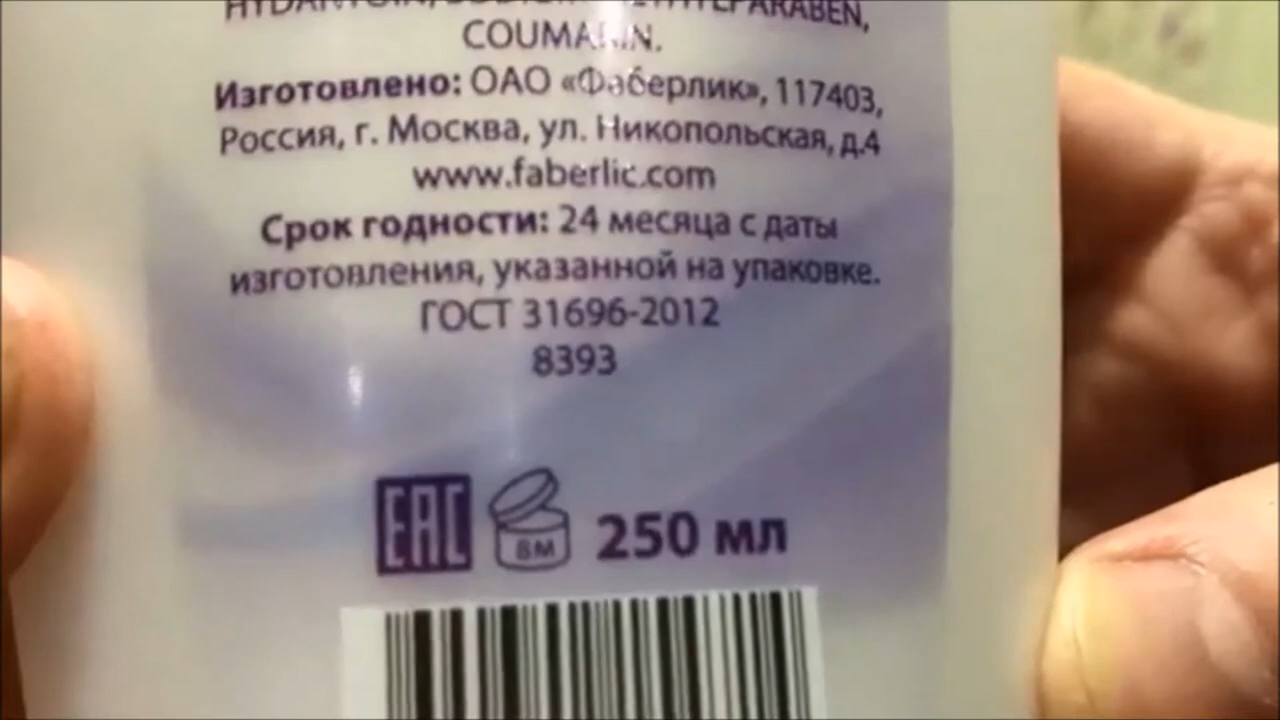 COUMARIN.
Изготовлено: ОАО «Фаберлик», 117403,
Россия, г. Москва, ул. Никопольская, д.4
www.faberlic.com
Срок годности: 24 месяца с даты
изготовления, указанной на упаковке.
ГОСТ 31696-2012
8393
EAC 8M 250 мл